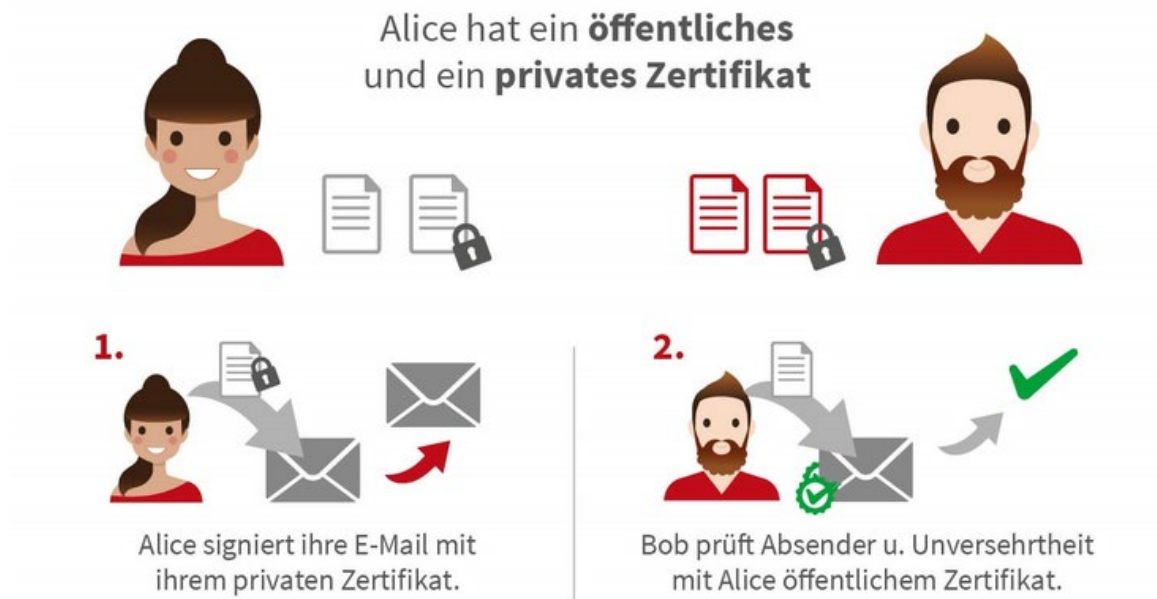 Alice hat ein öffentliches
und ein privates Zertifikat
1.
2.
Alice signiert ihre E-Mail mit
ihrem privaten Zertifikat.
Bob prüft Absender u. Unversehrtheit
mit Alice öffentlichem Zertifikat.